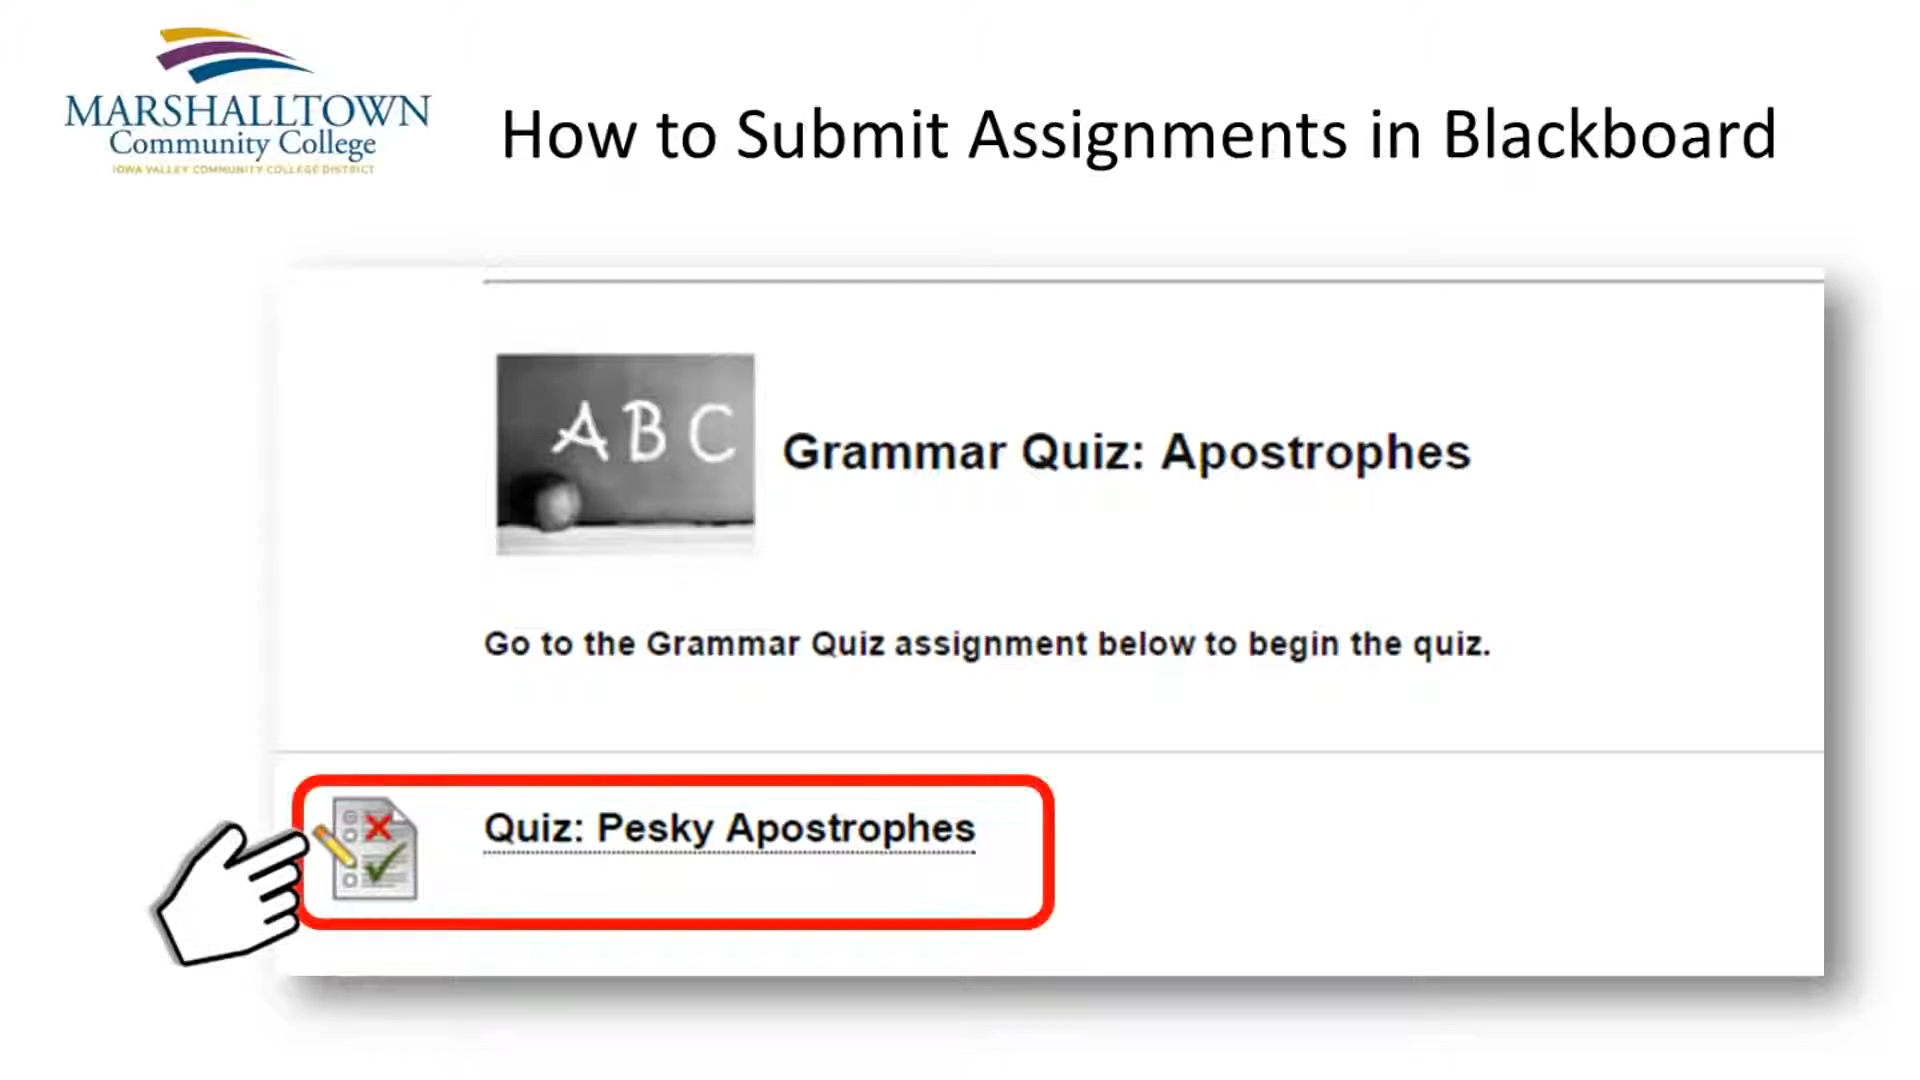 MARSHALLTOWN
Community College
IOWA VALLEY COMMUNITY COLLEGE DISTRICT
How to Submit Assignments in Blackboard
A B C
Grammar Quiz: Apostrophes
Go to the Grammar Quiz assignment below to begin the quiz.
Quiz: Pesky Apostrophes